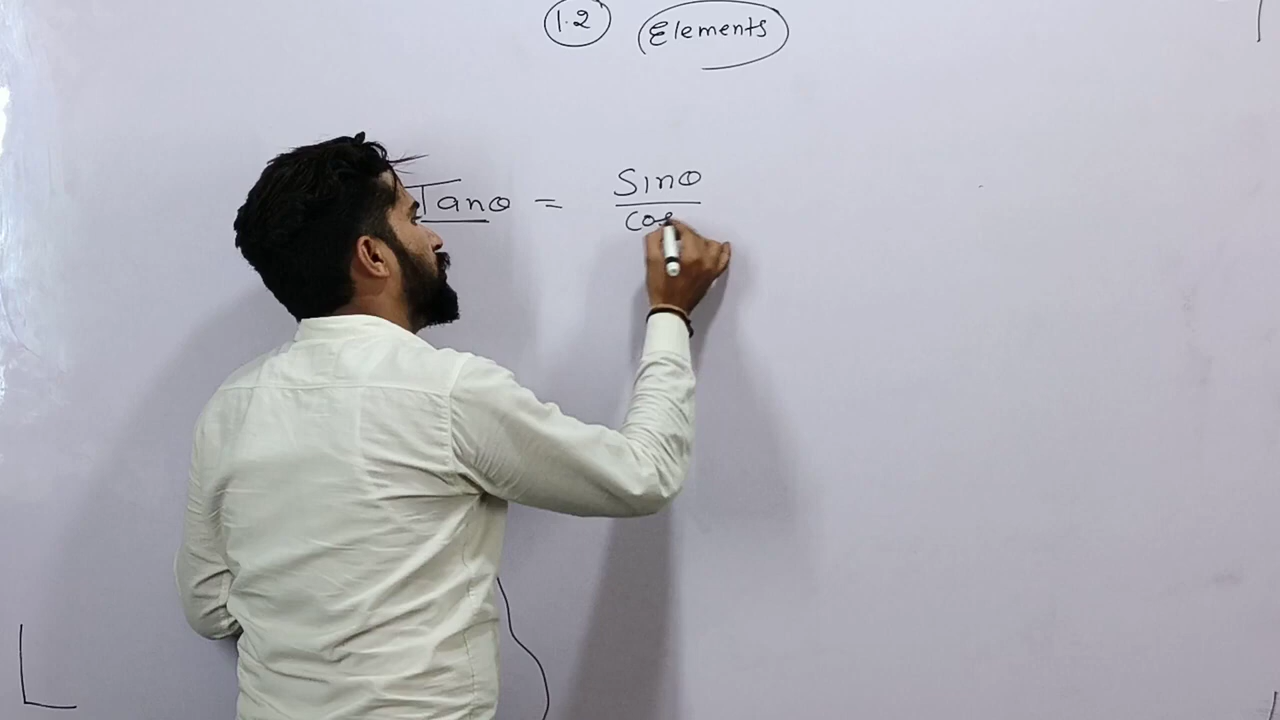 1.2 Elements
Tanθ = Sinθ
cos